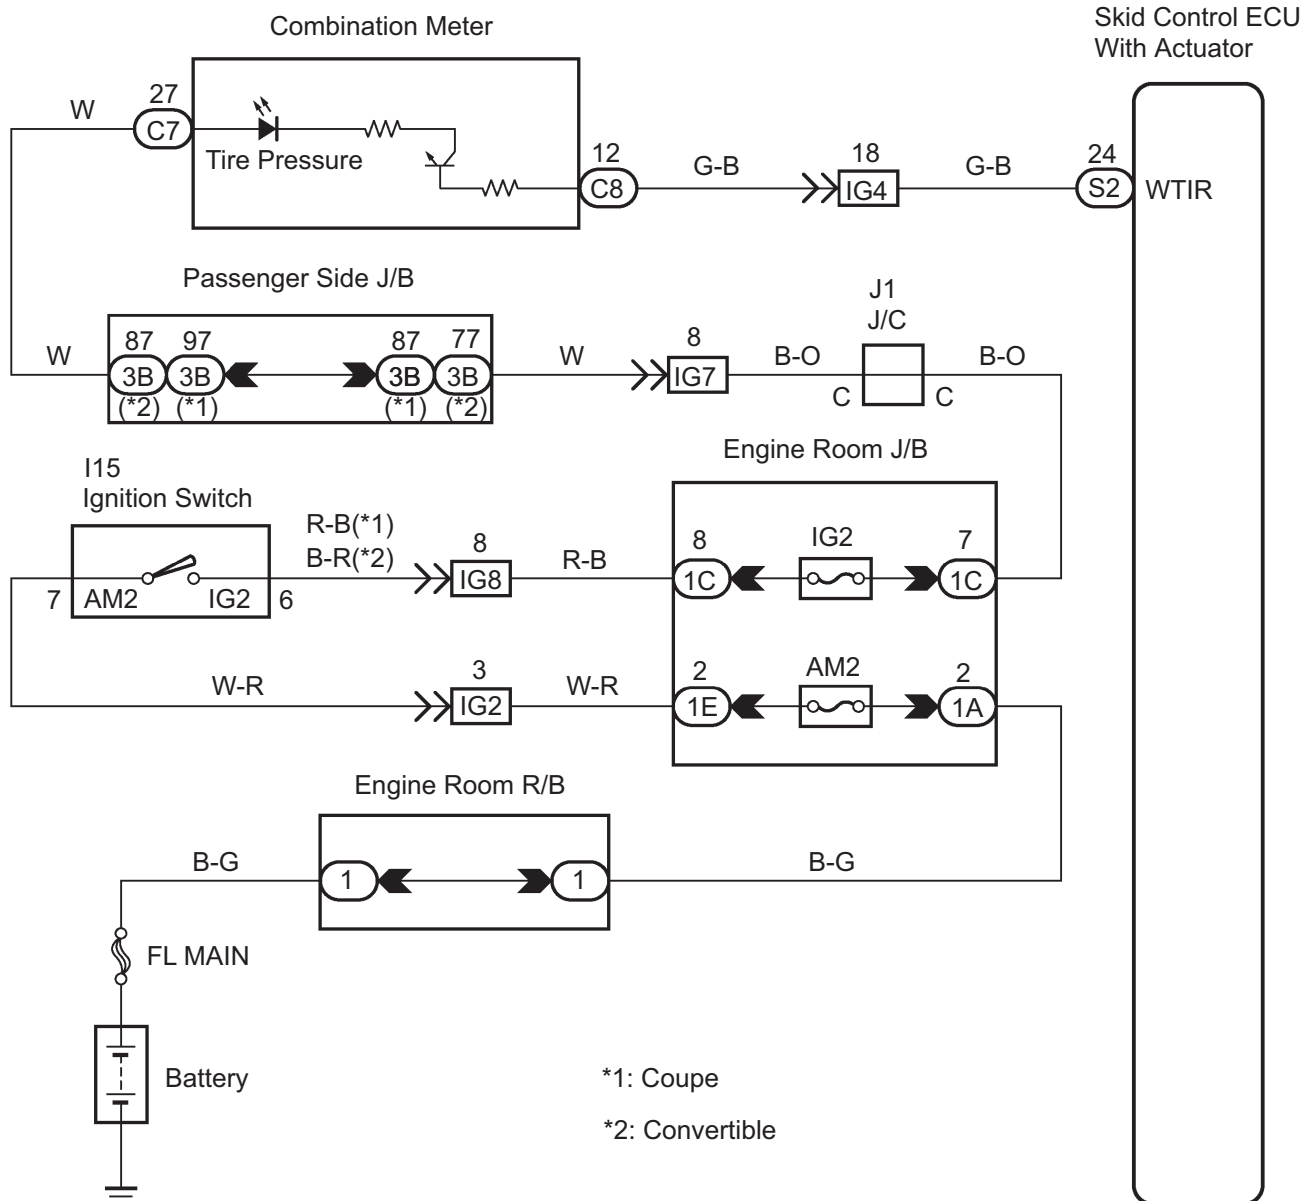 Skid Control ECU
With Actuator
Combination Meter
W
27
C7
Tire Pressure
12
C8
G-B
18
IG4
G-B
24
S2
WTIR
Passenger Side J/B
W
87
3B
(*2)
97
3B
(*1)
87
3B
(*1)
77
3B
(*2)
W
8
IG7
B-O
J1
J/C
C
C
B-O
Engine Room J/B
I15
Ignition Switch
7
AM2
IG2
6
R-B(*1)
B-R(*2)
8
IG8
R-B
8
1C
IG2
7
1C
W-R
3
IG2
W-R
2
1E
AM2
2
1A
Engine Room R/B
B-G
1
1
B-G
FL MAIN
Battery
*1: Coupe
*2: Convertible